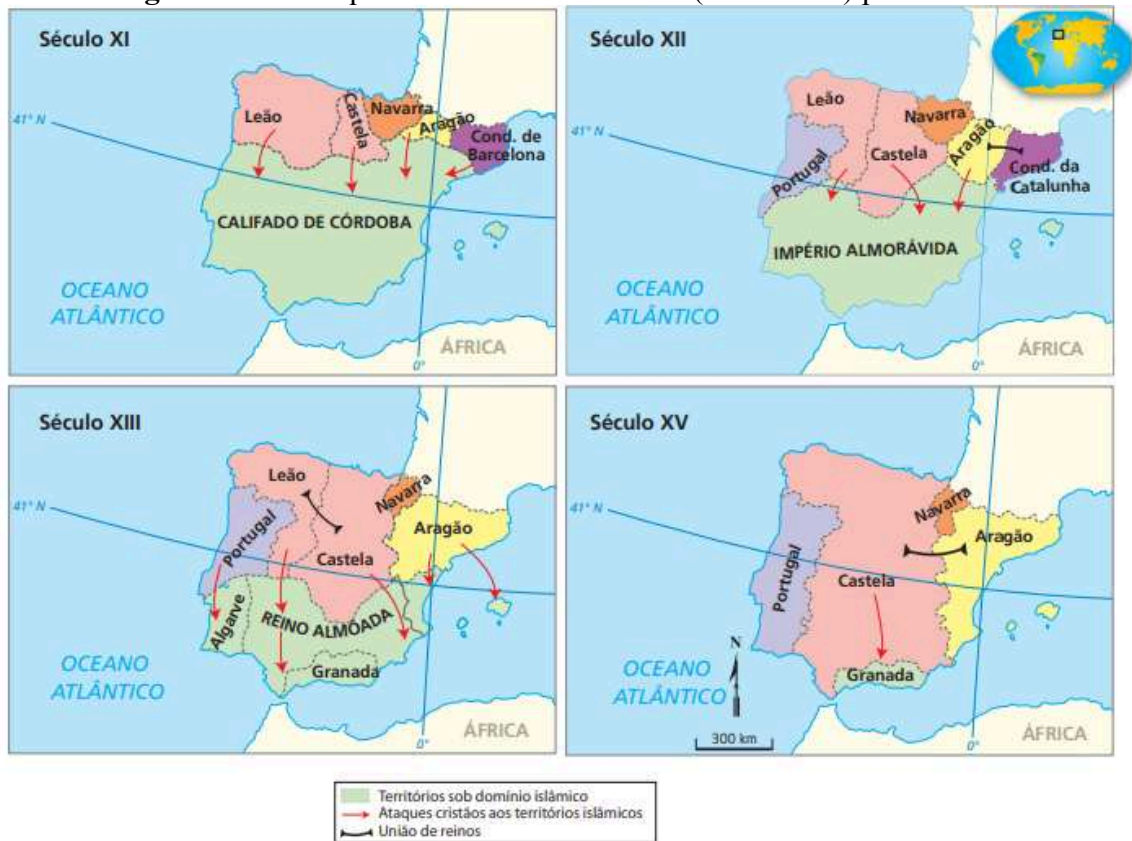 Século XI
Leão
Castela
Navarra
Aragão
Cond. de
Barcelona
41° N
CALIFADO DE CÓRDOBA
OCEANO
ATLÂNTICO
ÁFRICA
0°
Século XII
Leão
Navarra
Aragão
Castela
Portugal
Cond. da
Catalunha
41° N
IMPÉRIO ALMORÁVIDA
OCEANO
ATLÂNTICO
ÁFRICA
0°
Século XIII
Leão
Navarra
Aragão
Portugal
Castela
41° N
Algarve
REINO ALMÓADA
Granada
OCEANO
ATLÂNTICO
ÁFRICA
0°
Século XV
Navarra
Aragão
41° N
Portugal
Castela
Granada
N
OCEANO
ATLÂNTICO
300 km
ÁFRICA
0°
Territórios sob domínio islâmico
Ataques cristãos aos territórios islâmicos
União de reinos